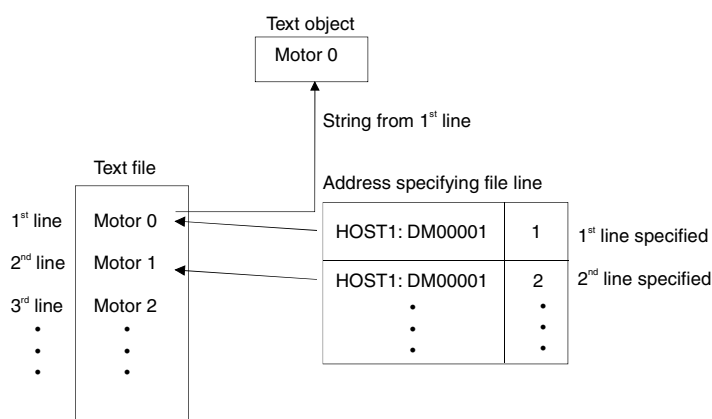 Text object
Motor 0
String from 1st line
Text file
Address specifying file line
1st line
Motor 0
HOST1: DM00001
1
1st line specified
2nd line
Motor 1
HOST1: DM00001
2
2nd line specified
3rd line
Motor 2